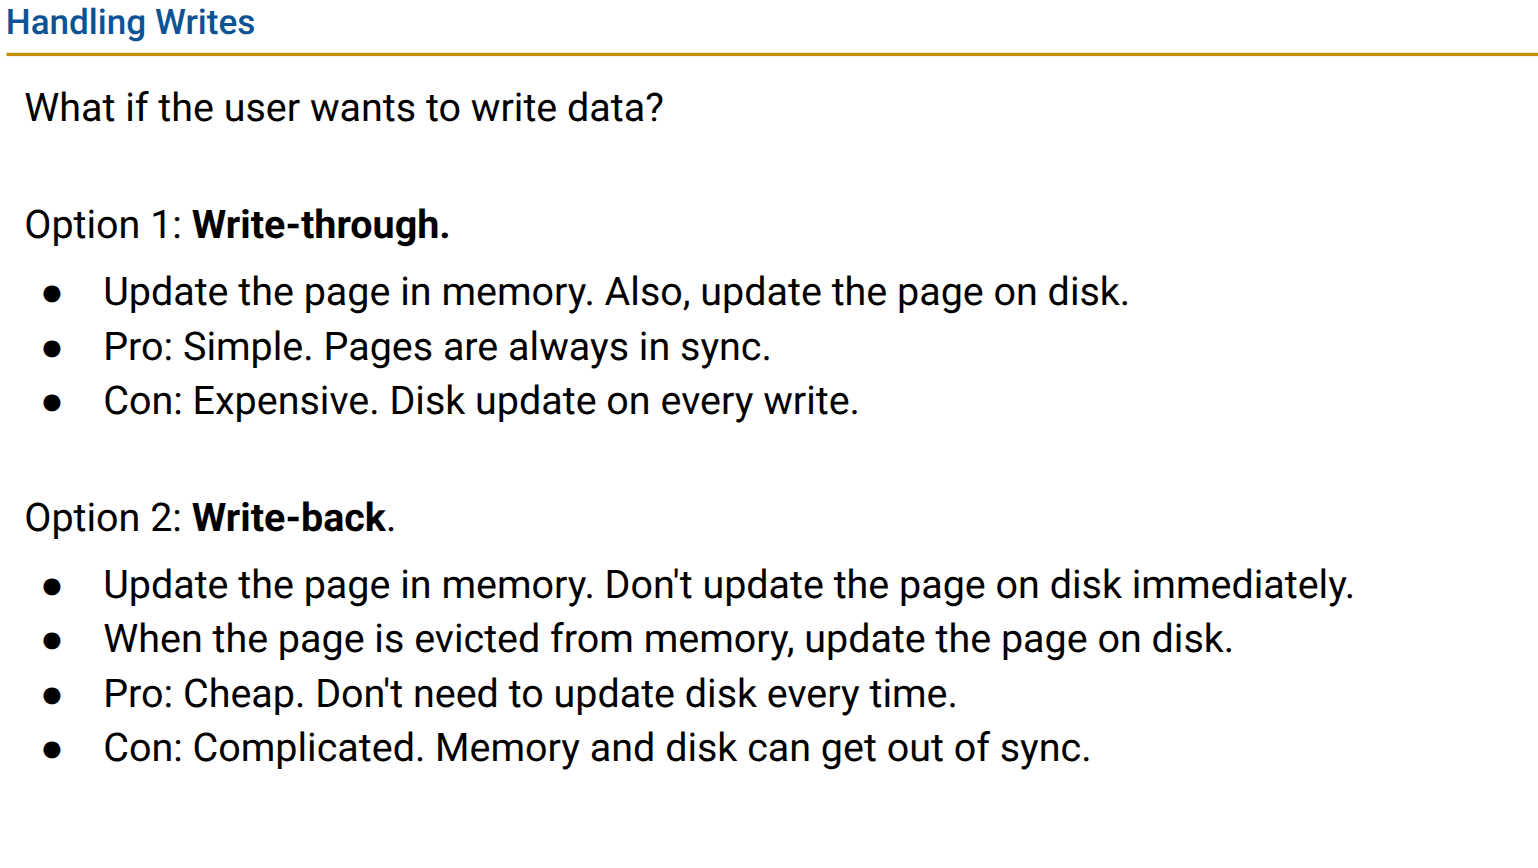 Handling Writes
What if the user wants to write data?
Option 1: Write-through.
● Update the page in memory. Also, update the page on disk.
● Pro: Simple. Pages are always in sync.
● Con: Expensive. Disk update on every write.
Option 2: Write-back.
● Update the page in memory. Don't update the page on disk immediately.
● When the page is evicted from memory, update the page on disk.
● Pro: Cheap. Don't need to update disk every time.
● Con: Complicated. Memory and disk can get out of sync.